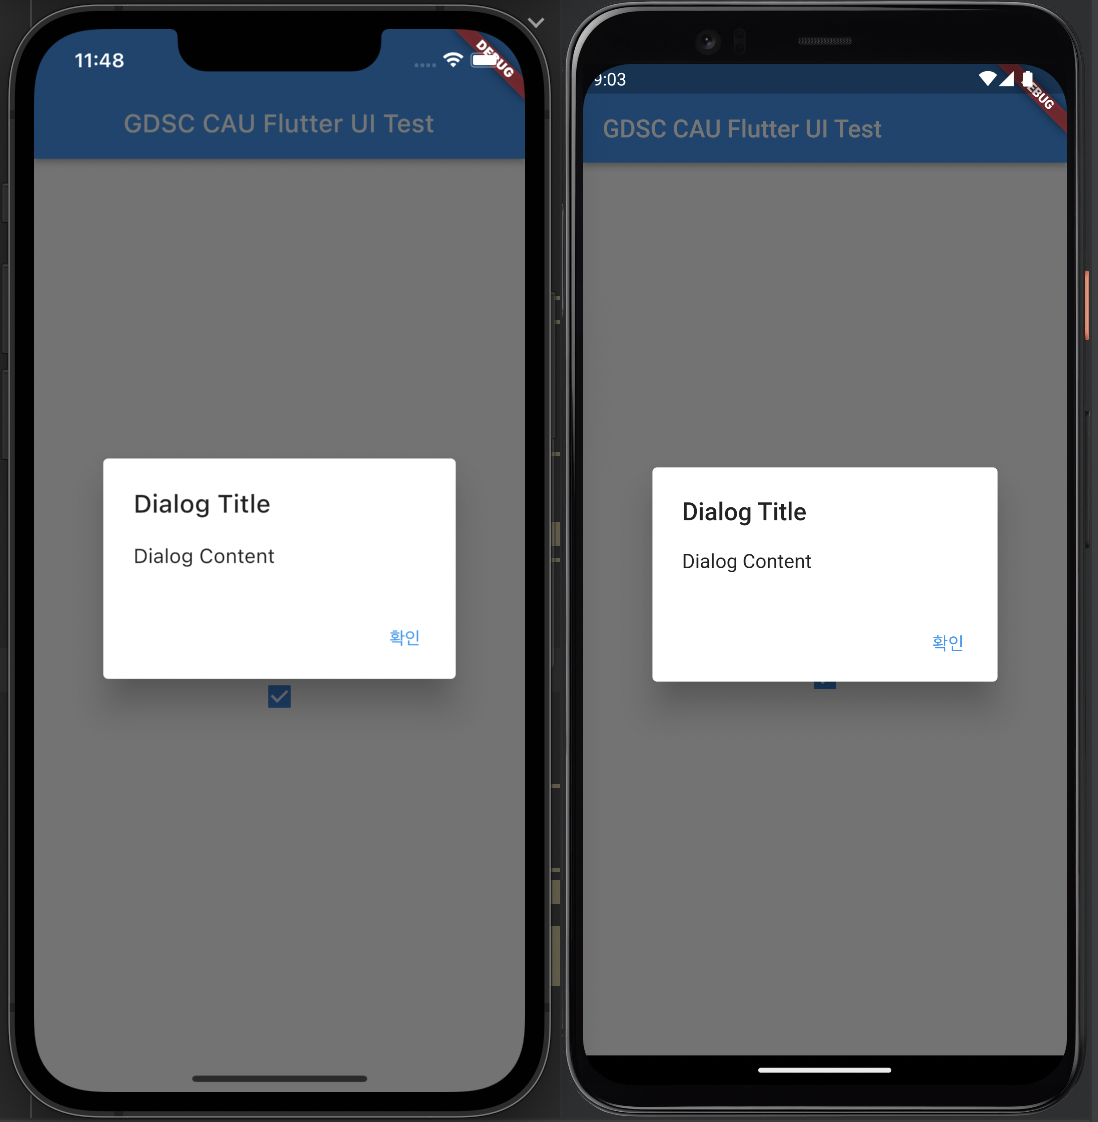 11:48
DEBUG
GDSC CAU Flutter UI Test
Dialog Title
Dialog Content
확인
9:03
DEBUG
GDSC CAU Flutter UI Test
Dialog Title
Dialog Content
확인